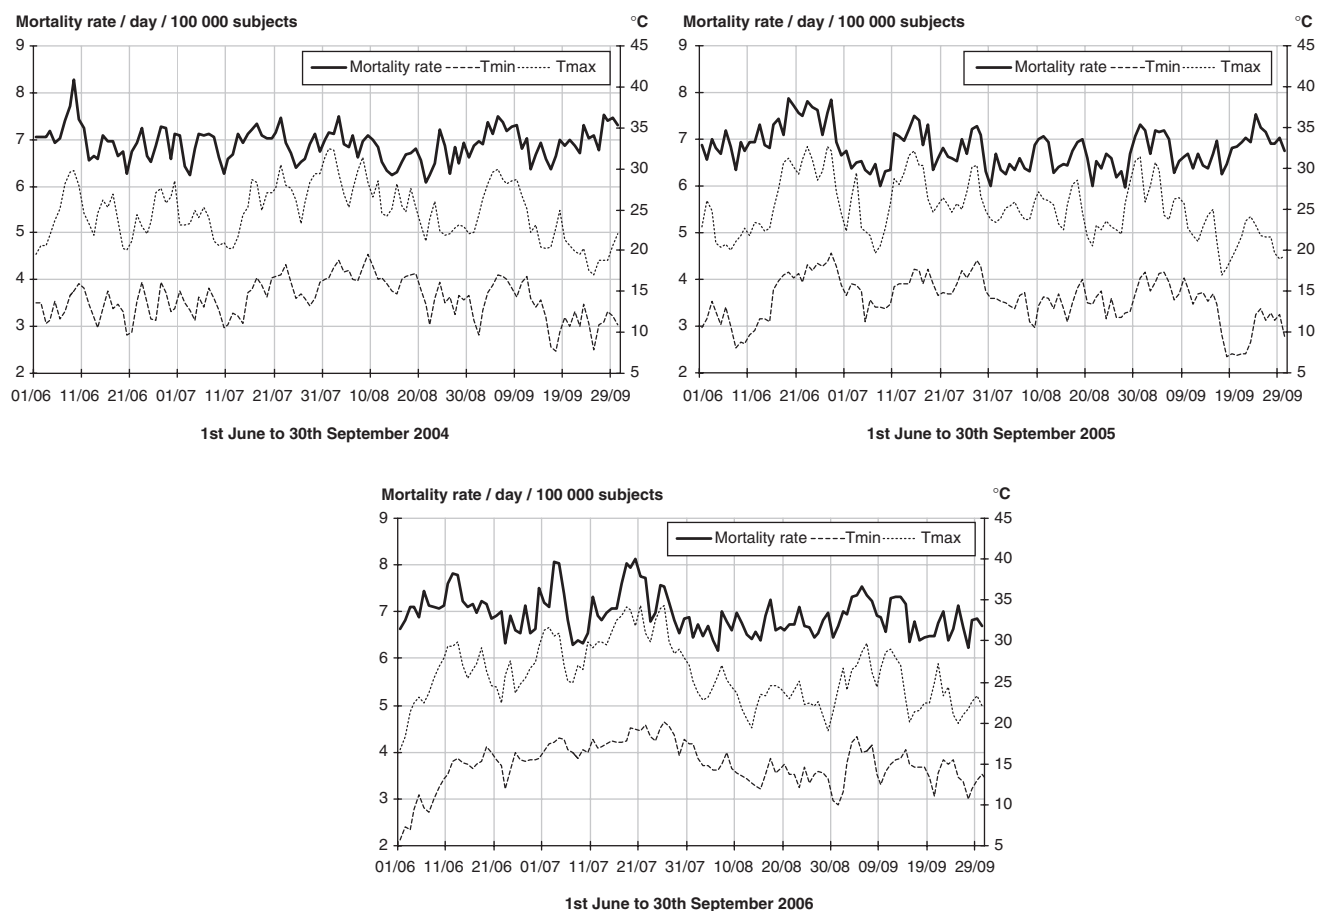 Mortality rate / day / 100 000 subjects °C
Mortality rate Tmin Tmax
9 45
8 40
7 35
6 30
5 25
4 20
3 15
2 10
5
01/06 11/06 21/06 01/07 11/07 21/07 31/07 10/08 20/08 30/08 09/09 19/09 29/09
1st June to 30th September 2004
Mortality rate / day / 100 000 subjects °C
Mortality rate Tmin Tmax
9 45
8 40
7 35
6 30
5 25
4 20
3 15
2 10
5
01/06 11/06 21/06 01/07 11/07 21/07 31/07 10/08 20/08 30/08 09/09 19/09 29/09
1st June to 30th September 2005
Mortality rate / day / 100 000 subjects °C
Mortality rate Tmin Tmax
9 45
8 40
7 35
6 30
5 25
4 20
3 15
2 10
5
01/06 11/06 21/06 01/07 11/07 21/07 31/07 10/08 20/08 30/08 09/09 19/09 29/09
1st June to 30th September 2006